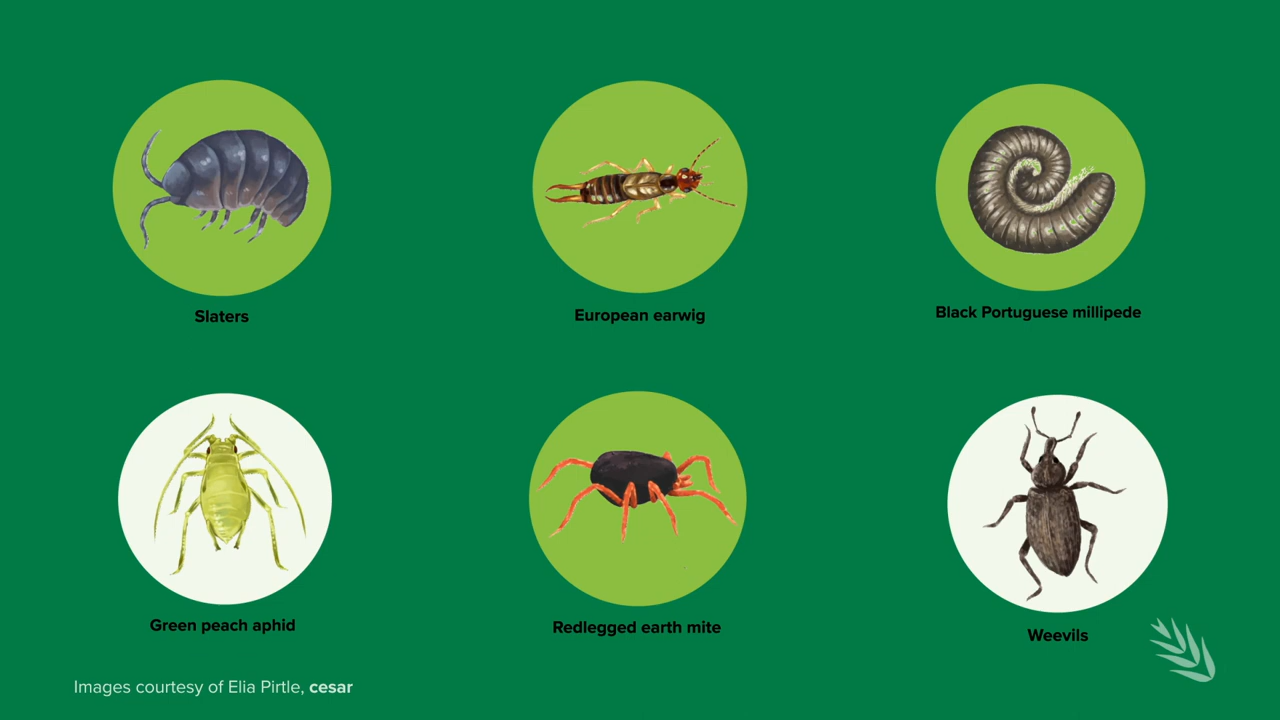 Slaters
European earwig
Black Portuguese millipede
Green peach aphid
Redlegged earth mite
Weevils
Images courtesy of Elia Pirtle, cesar